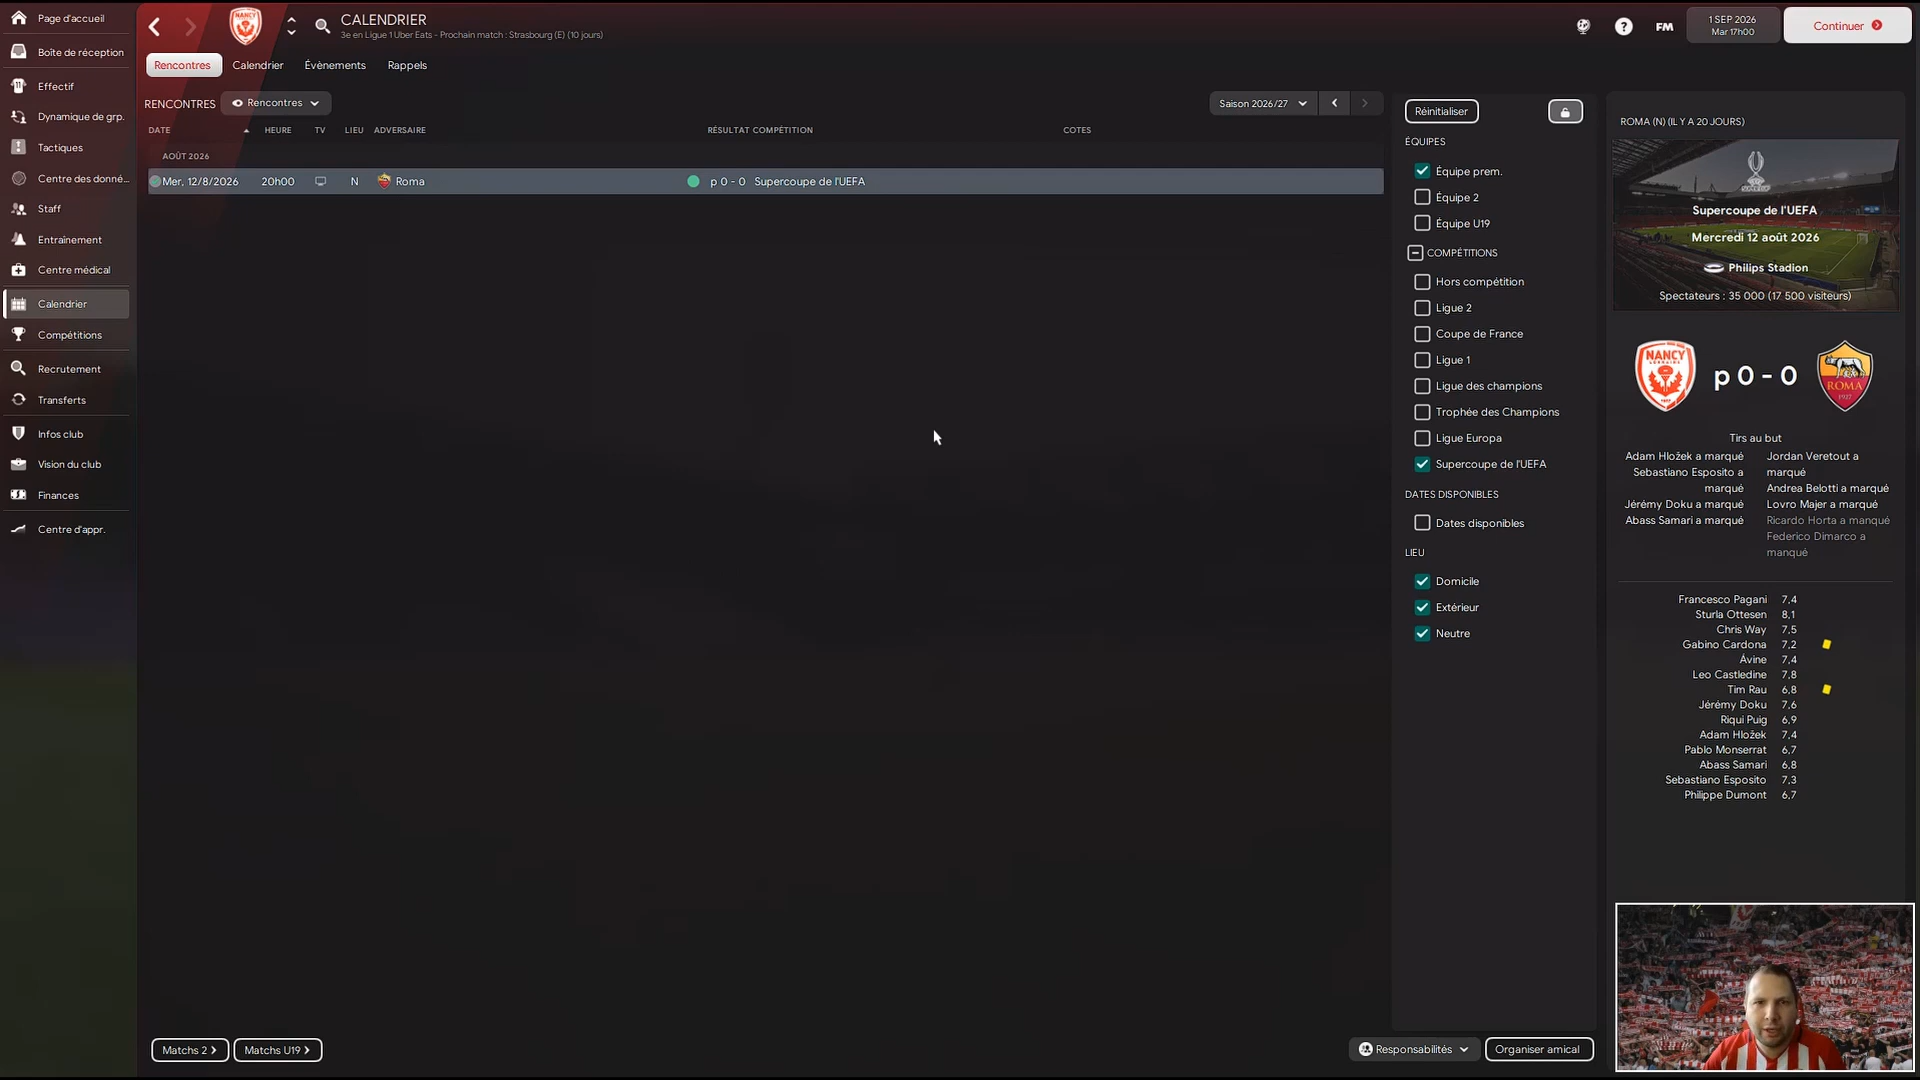 Page d'accueil
Boîte de réception
Effectif
Dynamique de grp.
Tactiques
Centre des donné...
Staff
Entraînement
Centre médical
Calendrier
Compétitions
Recrutement
Transferts
Infos club
Vision du club
Finances
Centre d'appr.
CALENDRIER
3e en Ligue 1 Uber Eats - Prochain match : Strasbourg (E) (10 jours)
FM
1 SEP 2026
Mar 17h00
Continuer
Rencontres Calendrier Évènements Rappels
RENCONTRES Rencontres
Saison 2026/27
DATE HEURE TV LIEU ADVERSAIRE RÉSULTAT COMPÉTITION COTES
AOÛT 2026
Mer, 12/8/2026 20h00 N Roma p 0 - 0 Supercoupe de l'UEFA
Matchs 2
Matchs U19
Responsabilités
Organiser amical
Réinitialiser
ÉQUIPES
Équipe prem.
Équipe 2
Équipe U19
COMPÉTITIONS
Hors compétition
Ligue 2
Coupe de France
Ligue 1
Ligue des champions
Trophée des Champions
Ligue Europa
Supercoupe de l'UEFA
DATES DISPONIBLES
Dates disponibles
LIEU
Domicile
Extérieur
Neutre
ROMA (N) (IL Y A 20 JOURS)
Supercoupe de l'UEFA
Mercredi 12 août 2026
Philips Stadion
Spectateurs : 35 000 (17 500 visiteurs)
NANCY
p 0 - 0
ROMA
1927
Tirs au but
Adam Hložek a marqué
Sebastiano Esposito a
marqué
Jérémy Doku a marqué
Abass Samari a marqué
Jordan Veretout a
marqué
Andrea Belotti a marqué
Lovro Majer a marqué
Ricardo Horta a manqué
Federico Dimarco a
manqué
Francesco Pagani 7,4
Sturla Ottesen 8,1
Chris Way 7,5
Gabino Cardona 7,2
Ávine 7,4
Leo Castledine 7,8
Tim Rau 6,8
Jérémy Doku 7,6
Riqui Puig 6,9
Adam Hložek 7,4
Pablo Monserrat 6,7
Abass Samari 6,8
Sebastiano Esposito 7,3
Philippe Dumont 6,7